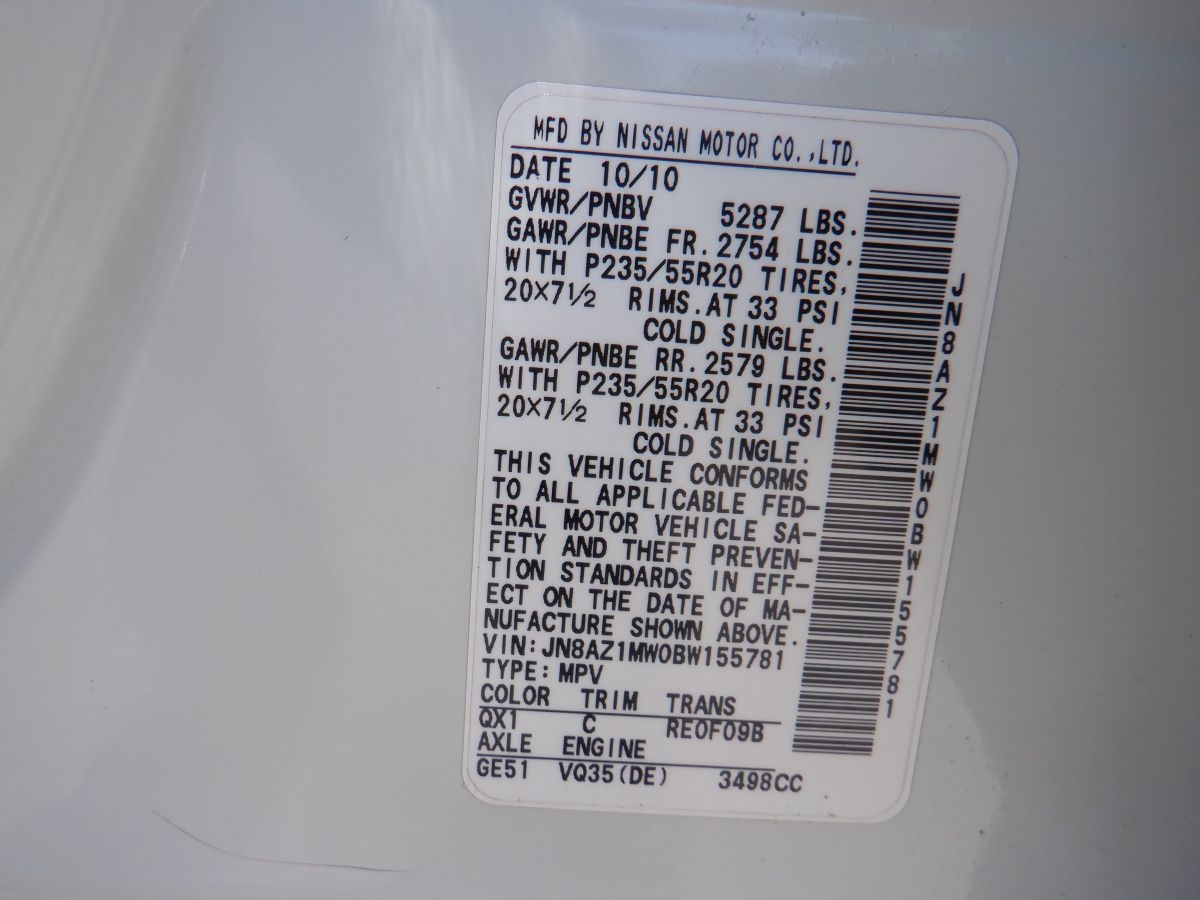 MFD BY NISSAN MOTOR CO.,LTD.
DATE 10/10
GVWR/PNBV 5287 LBS.
GAWR/PNBE FR. 2754 LBS.
WITH P235/55R20 TIRES,
20×7½ RIMS. AT 33 PSI
COLD SINGLE.
GAWR/PNBE RR. 2579 LBS.
WITH P235/55R20 TIRES,
20×7½ RIMS. AT 33 PSI
COLD SINGLE.
THIS VEHICLE CONFORMS
TO ALL APPLICABLE FED-
ERAL MOTOR VEHICLE SA-
FETY AND THEFT PREVEN-
TION STANDARDS IN EFF-
ECT ON THE DATE OF MA-
NUFACTURE SHOWN ABOVE.
VIN: JN8AZ1MW0BW155781
TYPE: MPV
COLOR TRIM TRANS
QX1 C RE0F09B
AXLE ENGINE
GE51 VQ35(DE) 3498CC
JN8AZ1MW0BW155781